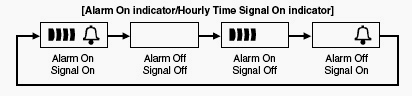 [Alarm On indicator/Hourly Time Signal On indicator]
Alarm On Alarm Off Alarm On Alarm Off
Signal On Signal Off Signal Off Signal On